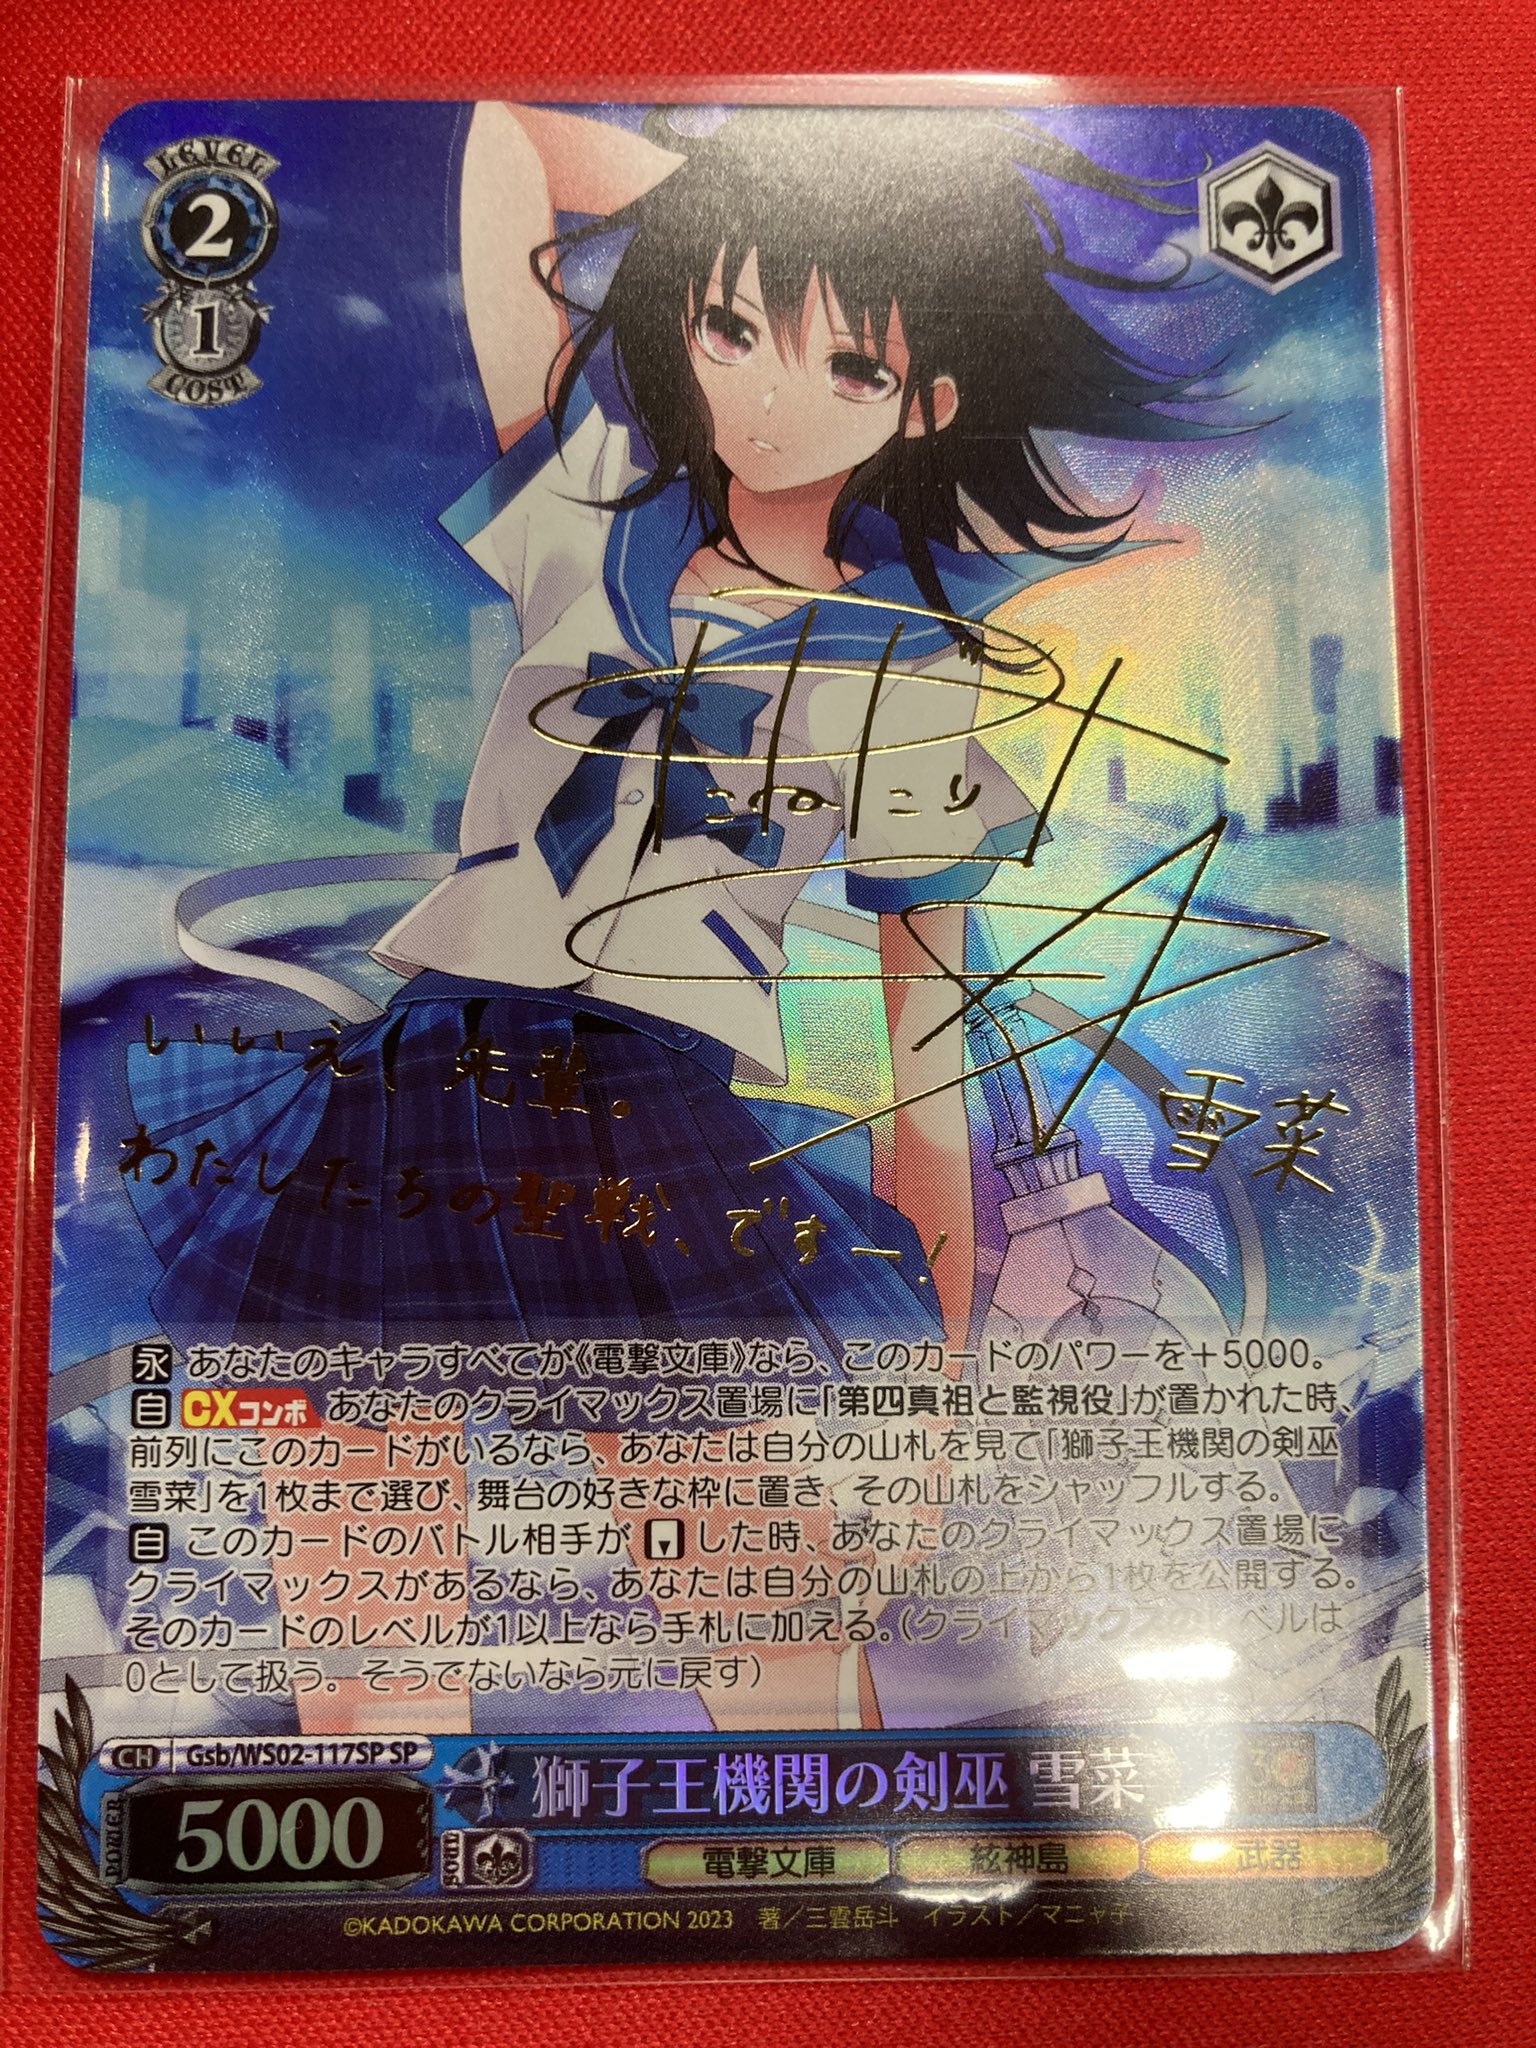 LEVEL
2
1
COST
いいえ、先輩。
わたしたちの聖戦、ですー!
雪菜
永 あなたのキャラすべてが《電撃文庫》なら、このカードのパワーを+5000。
自 CXコンボ あなたのクライマックス置場に「第四真祖と監視役」が置かれた時、
前列にこのカードがいるなら、あなたは自分の山札を見て「獅子王機関の剣巫
雪菜」を1枚まで選び、舞台の好きな枠に置き、その山札をシャッフルする。
自 このカードのバトル相手が した時、あなたのクライマックス置場に
クライマックスがあるなら、あなたは自分の山札の上から1枚を公開する。
そのカードのレベルが1以上なら手札に加える。(クライマックスのレベルは
0として扱う。そうでないなら元に戻す)
CH Gsb/WS02-117SP SP
獅子王機関の剣巫 雪菜
POWER 5000
SOUL
電撃文庫 絃神島 武器
©KADOKAWA CORPORATION 2023 著/三雲岳斗 イラスト/マニャ子